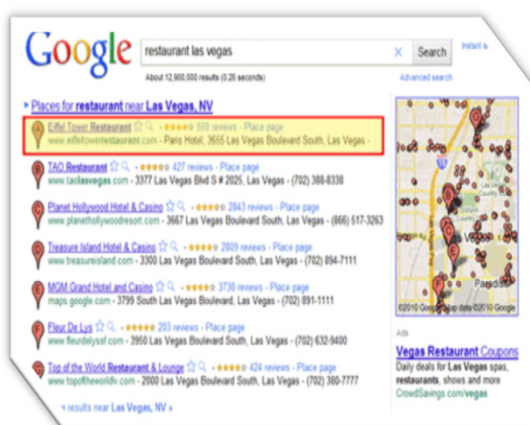 Google
restaurant las vegas
X
Search
Instant is
About 12,900,000 results (0.26 seconds)
Advanced search
Places for restaurant near Las Vegas, NV
A Eiffel Tower Restaurant 559 reviews - Place page
www.eiffeltowerrestaurant.com - Paris Hotel, 3655 Las Vegas Boulevard South, Las Vegas -
B TAO Restaurant 427 reviews - Place page
www.taolasvegas.com - 3377 Las Vegas Blvd S # 2025, Las Vegas - (702) 388-8338
C Planet Hollywood Hotel & Casino 2843 reviews - Place page
www.planethollywoodresort.com - 3667 Las Vegas Boulevard South, Las Vegas - (866) 517-3263
D Treasure Island Hotel & Casino 2809 reviews - Place page
www.treasureisland.com - 3300 Las Vegas Boulevard South, Las Vegas - (702) 894-7111
E MGM Grand Hotel and Casino 3730 reviews - Place page
maps.google.com - 3799 South Las Vegas Boulevard, Las Vegas - (702) 891-1111
F Fleur De Lys 203 reviews - Place page
www.fleurdelyssf.com - 3950 Las Vegas Boulevard South, Las Vegas - (702) 632-9400
G Top of the World Restaurant & Lounge 424 reviews - Place page
www.topoftheworldlv.com - 2000 Las Vegas Boulevard South, Las Vegas - (702) 380-7777
results near Las Vegas, NV »
©2010 Google Map data ©2010 Google
Ads
Vegas Restaurant Coupons
Daily deals for Las Vegas spas,
restaurants, shows and more
CrowdSavings.com/vegas